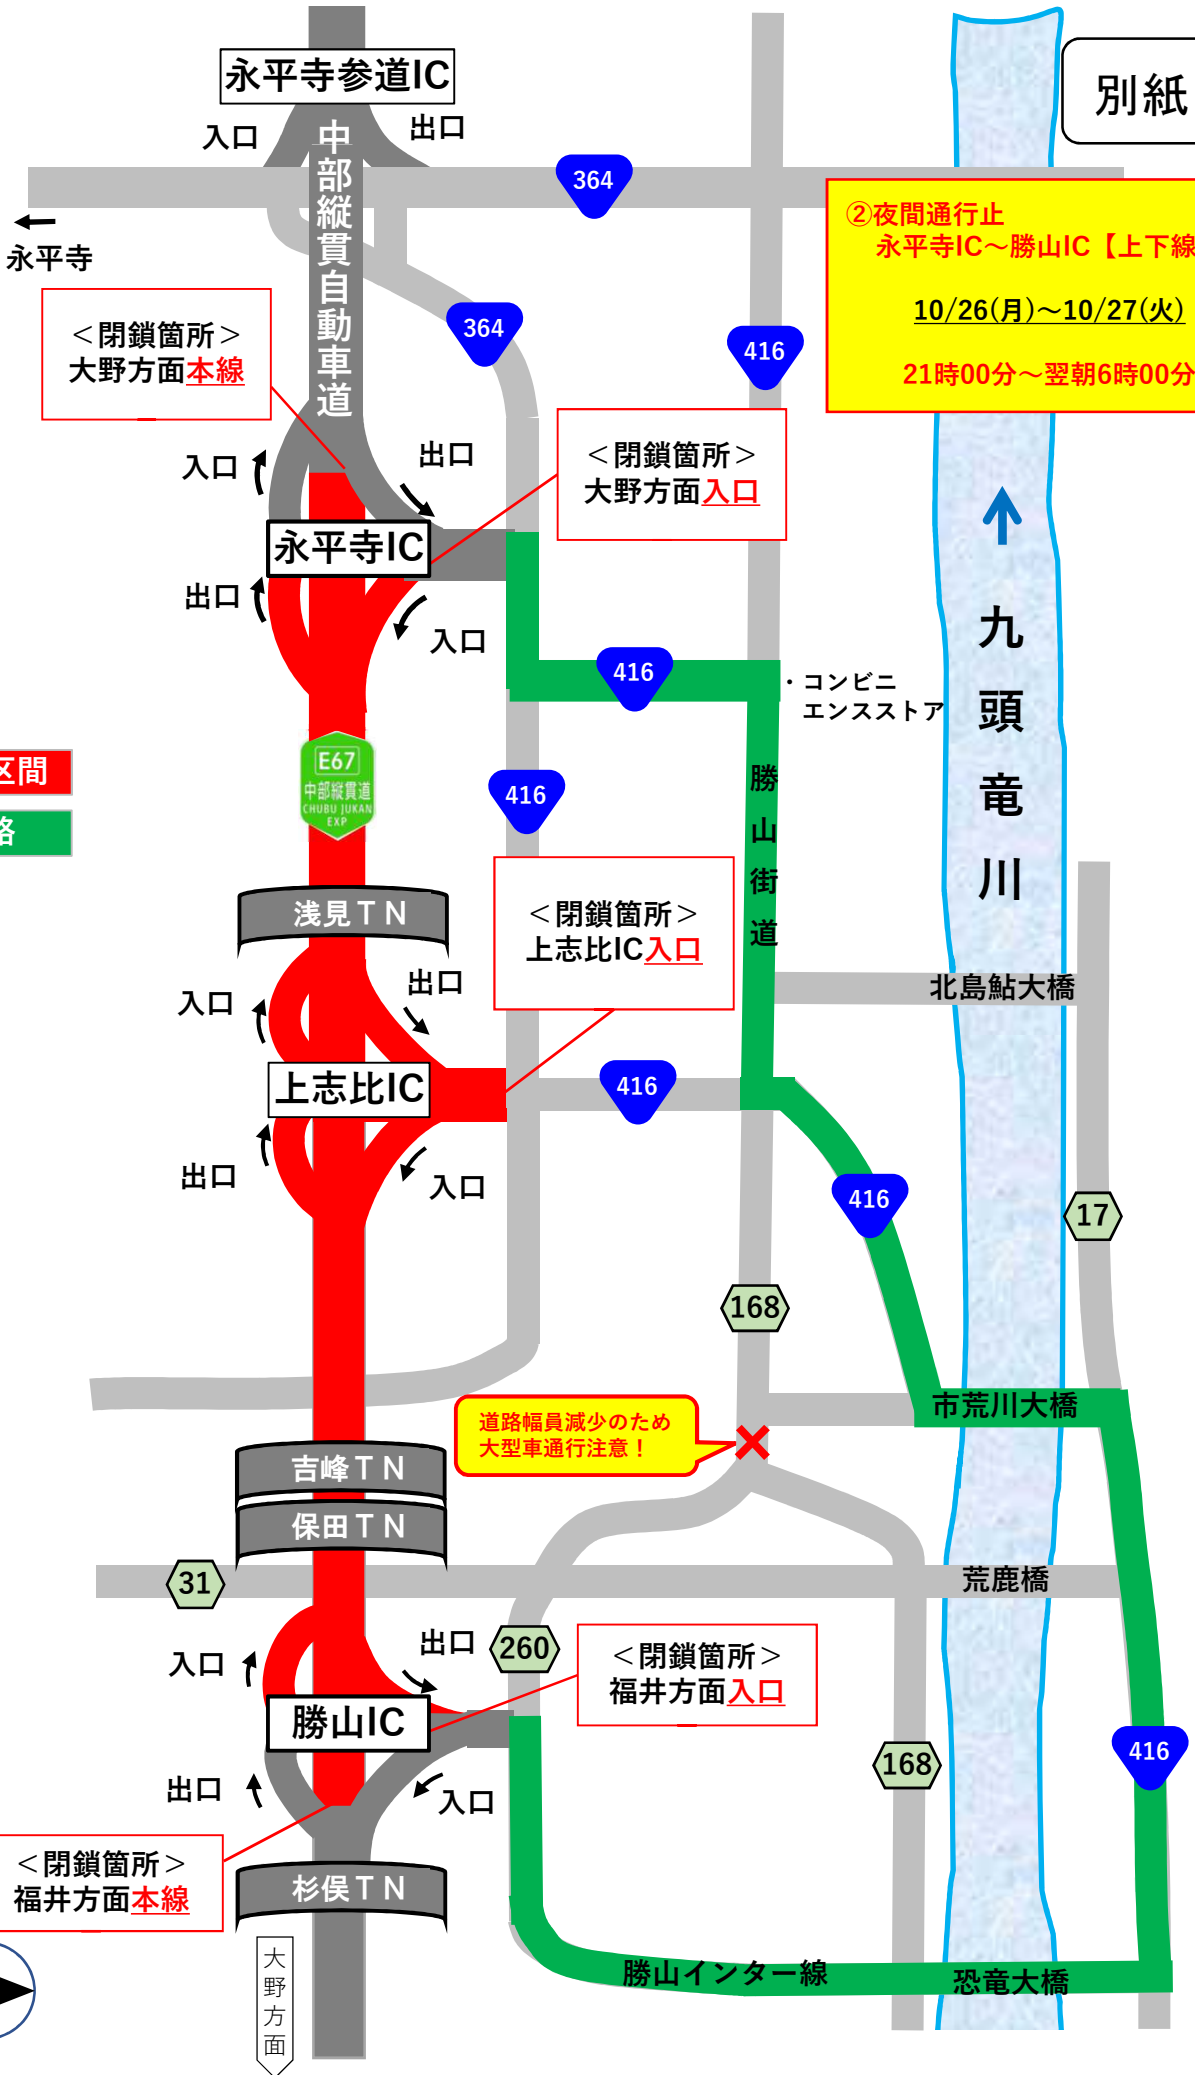 永平寺参道IC
別紙
入口
出口
中部縦貫自動車道
364
永平寺
②夜間通行止
永平寺IC～勝山IC【上下線
10/26(月)～10/27(火)
21時00分～翌朝6時00分
＜閉鎖箇所＞
大野方面本線
364
416
入口
出口
＜閉鎖箇所＞
大野方面入口
永平寺IC
出口
入口
九頭竜川
416
・コンビニ
エンスストア
区間
E67
中部縦貫道
CHUBU JUKAN
EXP
416
勝山街道
路
浅見TN
＜閉鎖箇所＞
上志比IC入口
入口
出口
北島鮎大橋
上志比IC
416
出口
入口
416
17
168
市荒川大橋
道路幅員減少のため
大型車通行注意！
吉峰TN
保田TN
31
荒鹿橋
入口
出口
260
＜閉鎖箇所＞
福井方面入口
勝山IC
168
416
出口
入口
＜閉鎖箇所＞
福井方面本線
杉俣TN
大野方面
勝山インター線
恐竜大橋